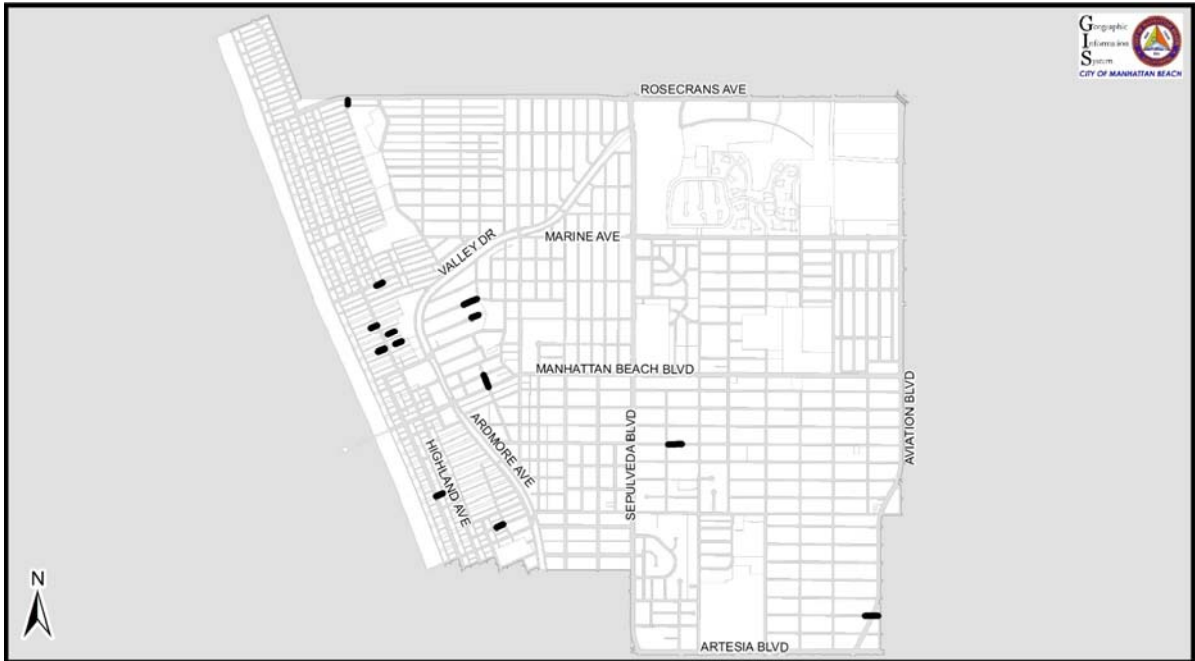 Geographic
Information
System
CITY OF MANHATTAN BEACH
ROSECRANS AVE
MARINE AVE
VALLEY DR
MANHATTAN BEACH BLVD
AVIATION BLVD
ARDMORE AVE
SEPULVEDA BLVD
HIGHLAND AVE
N
ARTESIA BLVD